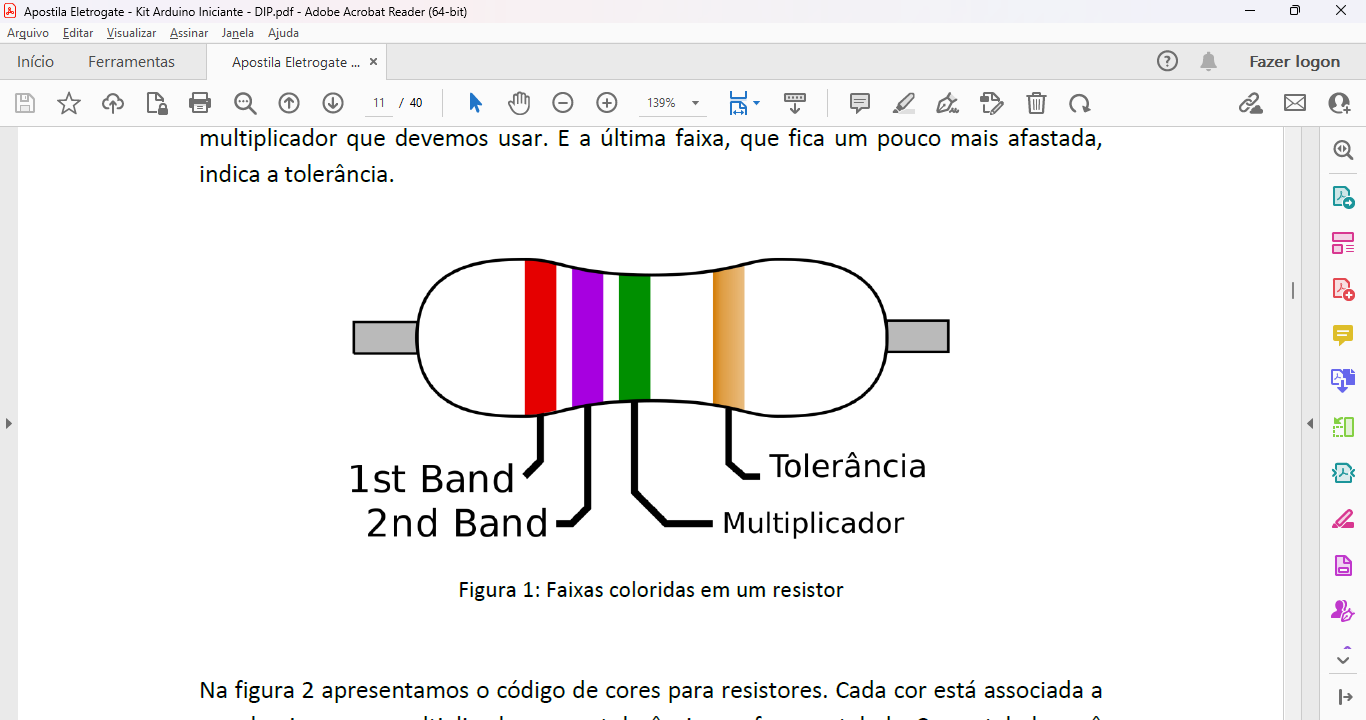 Apostila Eletrogate - Kit Arduino Iniciante - DIP.pdf - Adobe Acrobat Reader (64-bit)
Arquivo Editar Visualizar Assinar Janela Ajuda
Início Ferramentas Apostila Eletrogate ... × Fazer logon
11 / 40 139%
multiplicador que devemos usar. E a última faixa, que fica um pouco mais afastada,
indica a tolerância.
1st Band
2nd Band
Tolerância
Multiplicador
Figura 1: Faixas coloridas em um resistor
Na figura 2 apresentamos o código de cores para resistores. Cada cor está associada a